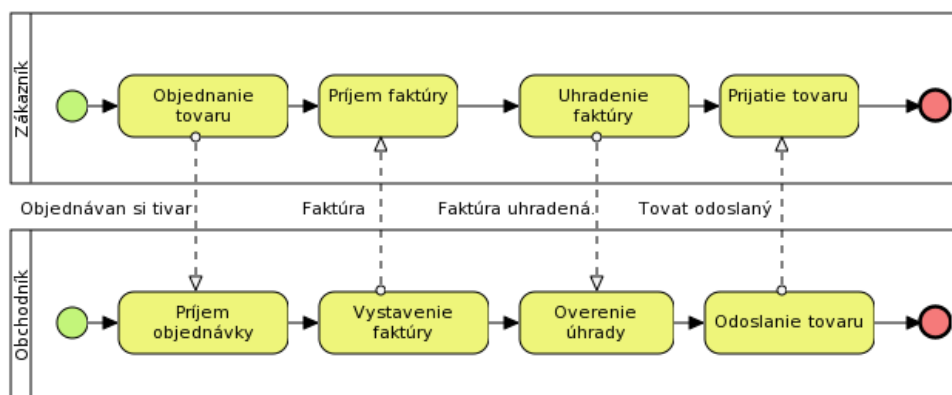 Zákazník
Objednanie
tovaru
Príjem faktúry
Uhradenie
faktúry
Prijatie tovaru
Objednávan si tivar
Faktúra
Faktúra uhradená.
Tovat odoslaný
Obchodník
Príjem
objednávky
Vystavenie
faktúry
Overenie
úhrady
Odoslanie tovaru